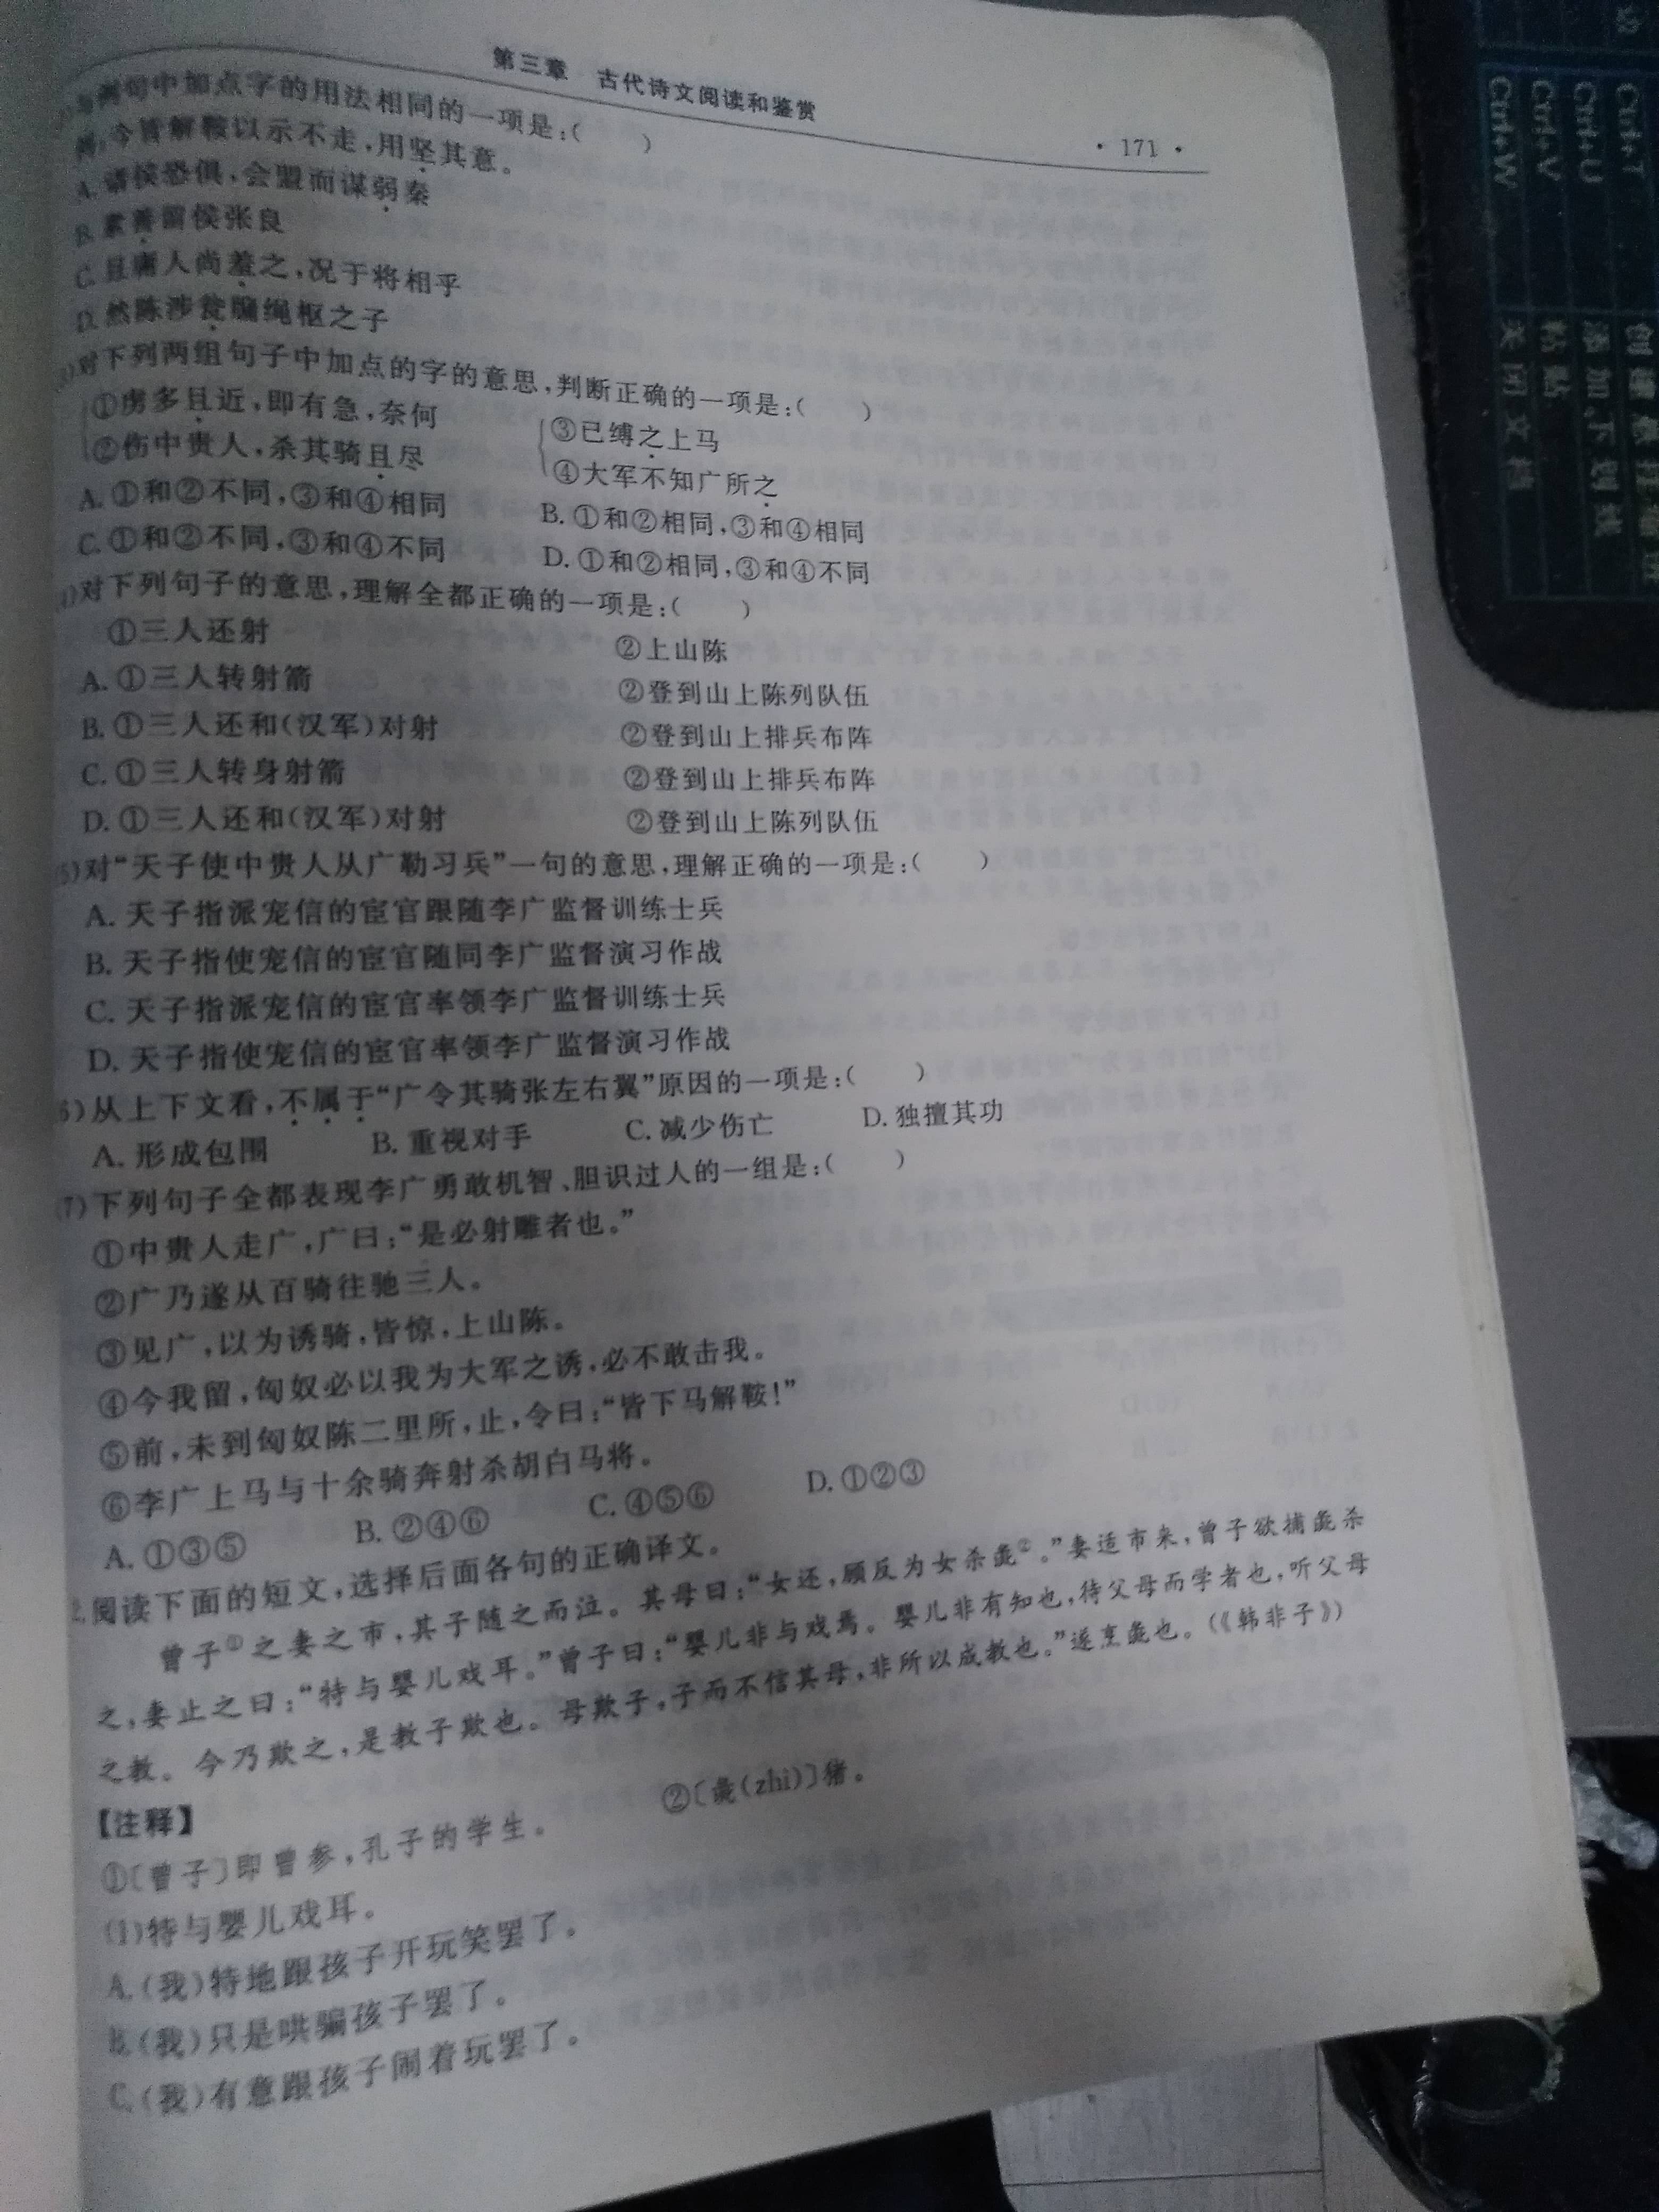 第三章 古代诗文阅读和鉴赏
· 171 ·
例句中加点字的用法相同的一项是:( )
例:今皆解鞍以示不走,用坚其意。
A. 诸侯恐惧,会盟而谋弱秦
B. 素善留侯张良
C. 且庸人尚羞之,况于将相乎
D. 然陈涉瓮牖绳枢之子
对下列两组句子中加点的字的意思,判断正确的一项是:( )
①虏多且近,即有急,奈何 ③已缚之上马
②伤中贵人,杀其骑且尽 ④大军不知广所之
A. ①和②不同,③和④相同 B. ①和②相同,③和④相同
C. ①和②不同,③和④不同 D. ①和②相同,③和④不同
对下列句子的意思,理解全都正确的一项是:( )
①三人还射 ②上山陈
A. ①三人转射箭 ②登到山上陈列队伍
B. ①三人还和(汉军)对射 ②登到山上排兵布阵
C. ①三人转身射箭 ②登到山上排兵布阵
D. ①三人还和(汉军)对射 ②登到山上陈列队伍
5)对“天子使中贵人从广勒习兵”一句的意思,理解正确的一项是:( )
A. 天子指派宠信的宦官跟随李广监督训练士兵
B. 天子指使宠信的宦官随同李广监督演习作战
C. 天子指派宠信的宦官率领李广监督训练士兵
D. 天子指使宠信的宦官率领李广监督演习作战
6)从上下文看,不属于“广令其骑张左右翼”原因的一项是:( )
A. 形成包围 B. 重视对手 C. 减少伤亡 D. 独擅其功
(7)下列句子全都表现李广勇敢机智、胆识过人的一组是:( )
①中贵人走广,广曰:“是必射雕者也。”
②广乃遂从百骑往驰三人。
③见广,以为诱骑,皆惊,上山陈。
④今我留,匈奴必以我为大军之诱,必不敢击我。
⑤前,未到匈奴陈二里所,止,令曰:“皆下马解鞍!”
⑥李广上马与十余骑奔射杀胡白马将。
A. ①③⑤ B. ②④⑥ C. ④⑤⑥ D. ①②③
2. 阅读下面的短文,选择后面各句的正确译文。
曾子①之妻之市,其子随之而泣。其母曰:“女还,顾反为女杀彘②。”妻适市来,曾子欲捕彘杀
之,妻止之曰:“特与婴儿戏耳。”曾子曰:“婴儿非与戏焉。婴儿非有知也,待父母而学者也,听父母
之教。今乃欺之,是教子欺也。母欺子,子而不信其母,非所以成教也。”遂烹彘也。(《韩非子》)
【注释】
①〔曾子〕即曾参,孔子的学生。 ②〔彘(zhì)〕猪。
(1)特与婴儿戏耳。
A. (我)特地跟孩子开玩笑罢了。
B. (我)只是哄骗孩子罢了。
C. (我)有意跟孩子闹着玩罢了。
Ctrl+T
Ctrl+U 添加下划线
Ctrl+V 粘贴
Ctrl+W 关闭文档